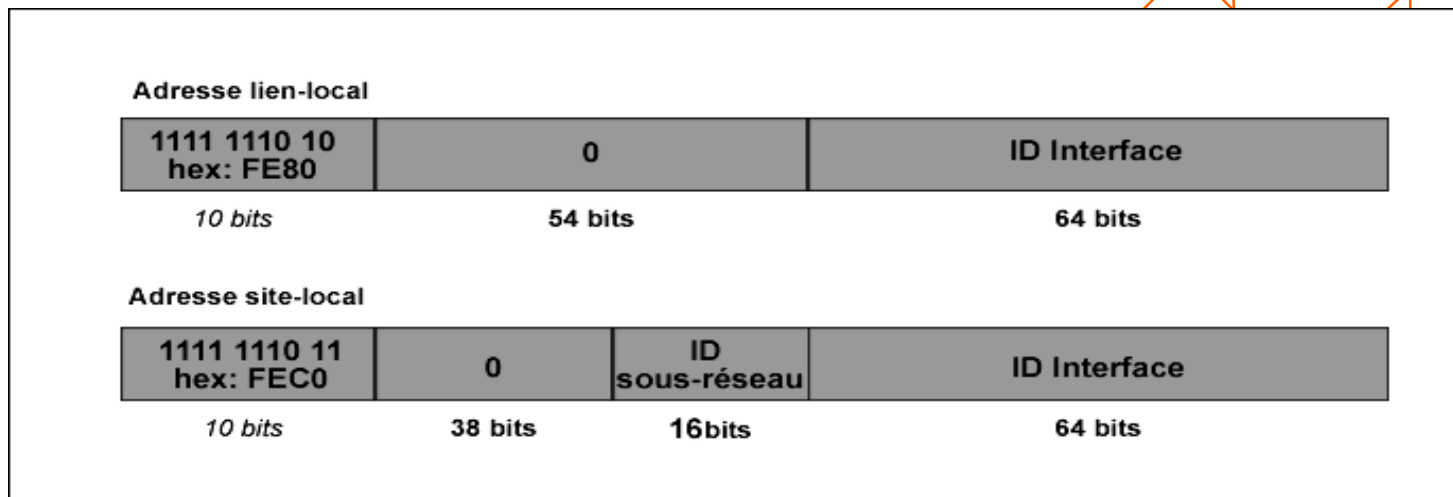 Adresse lien-local
1111 1110 10
hex: FE80
0
ID Interface
10 bits
54 bits
64 bits
Adresse site-local
1111 1110 11
hex: FEC0
0
ID
sous-réseau
ID Interface
10 bits
38 bits
16bits
64 bits